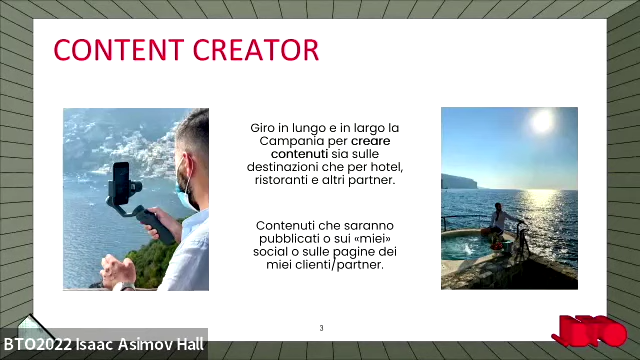 CONTENT CREATOR
Giro in lungo e in largo la
Campania per creare
contenuti sia sulle
destinazioni che per hotel,
ristoranti e altri partner.
Contenuti che saranno
pubblicati o sui «miei»
social o sulle pagine dei
miei clienti/partner.
3
BTO2022 Isaac Asimov Hall
BTO